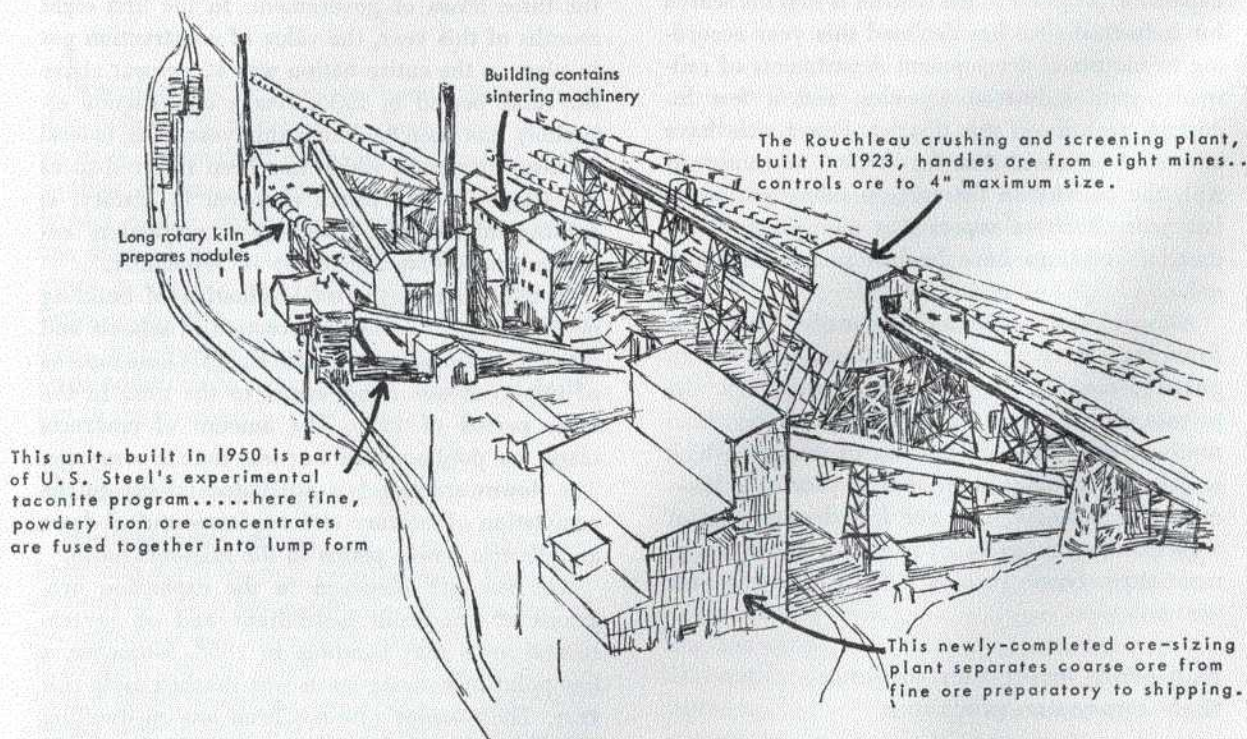 Building contains
sintering machinery
The Rouchleau crushing and screening plant,
built in 1923, handles ore from eight mines..
controls ore to 4" maximum size.
Long rotary kiln
prepares nodules
This unit. built in 1950 is part
of U.S. Steel's experimental
taconite program.....here fine,
powdery iron ore concentrates
are fused together into lump form
This newly-completed ore-sizing
plant separates coarse ore from
fine ore preparatory to shipping.